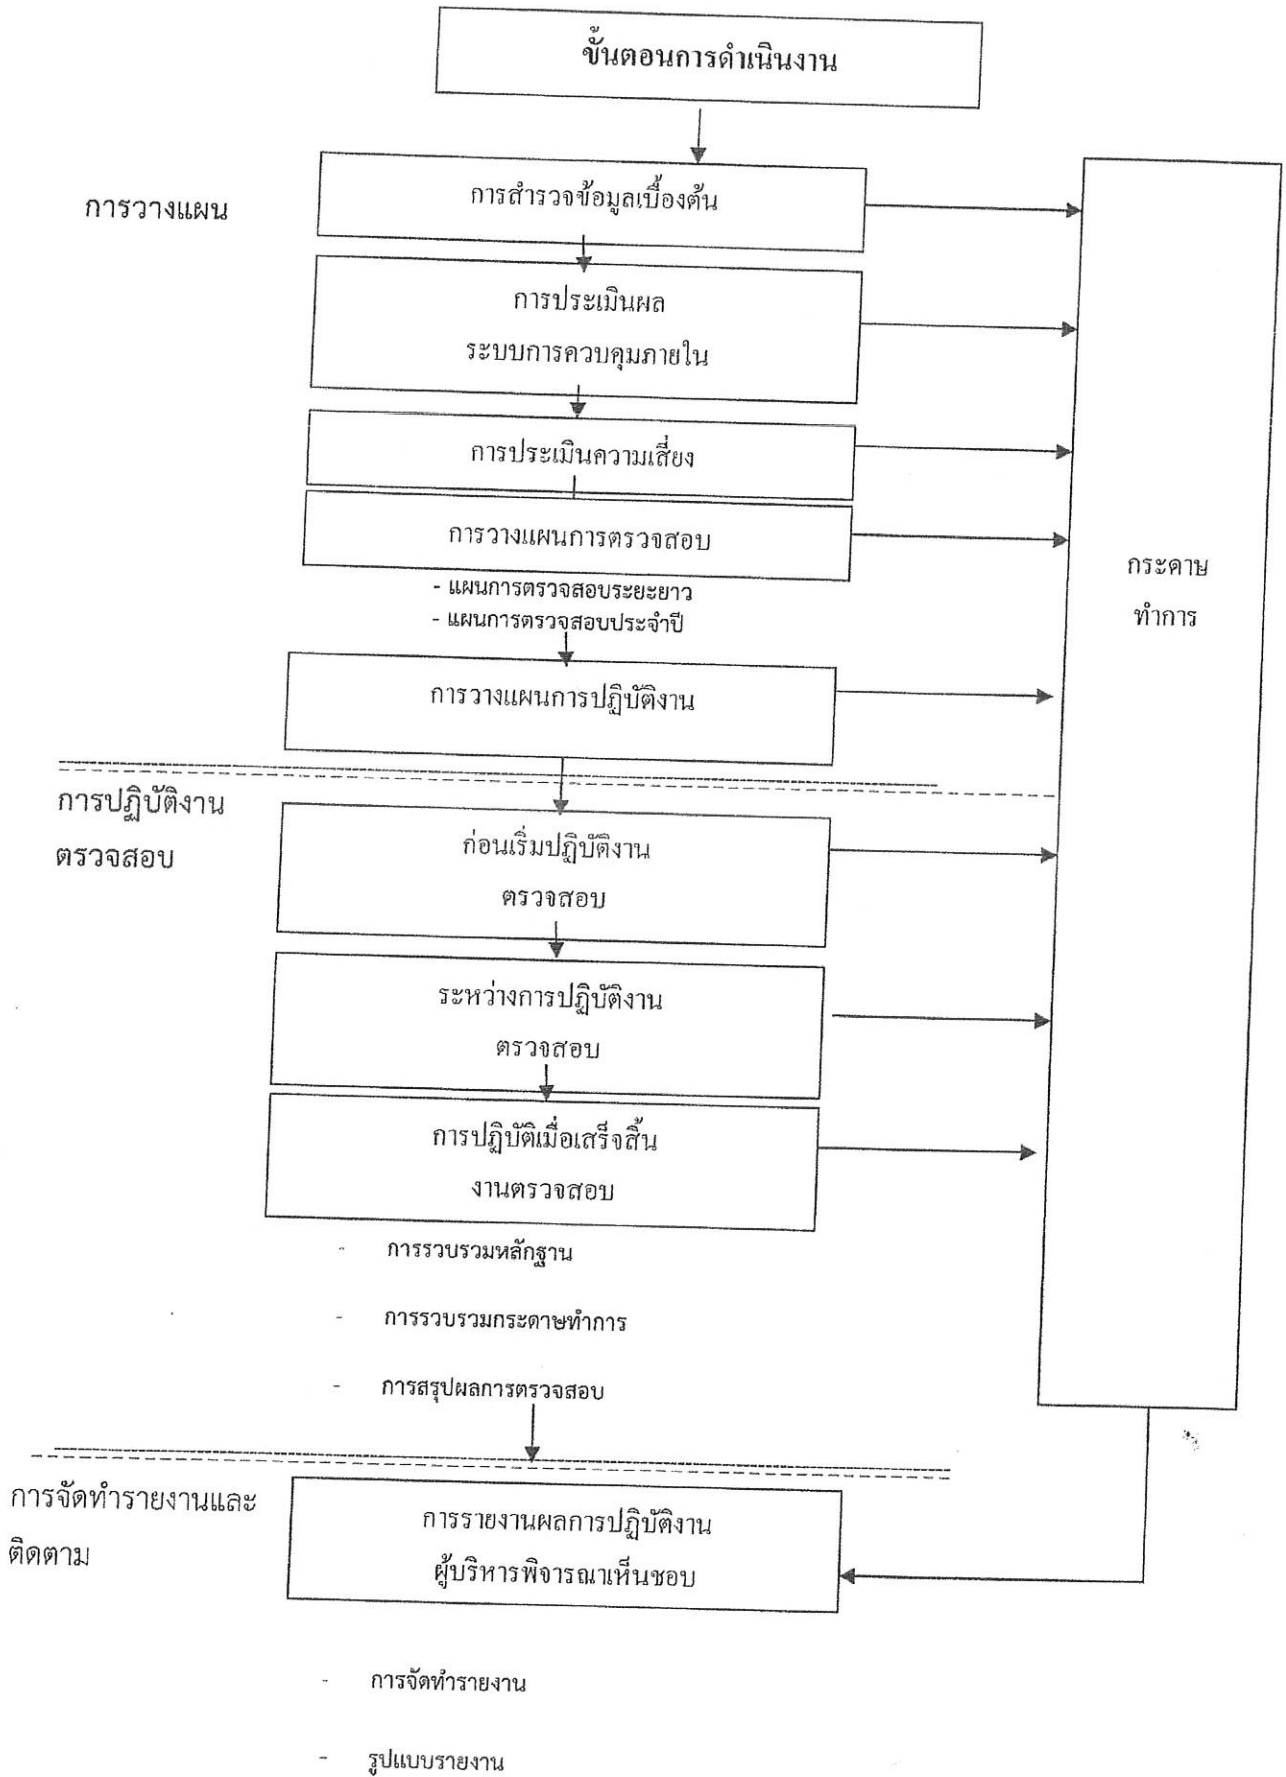 ขั้นตอนการดำเนินงาน
การวางแผน
การสำรวจข้อมูลเบื้องต้น
การประเมินผล
ระบบการควบคุมภายใน
การประเมินความเสี่ยง
การวางแผนการตรวจสอบ
- แผนการตรวจสอบระยะยาว
- แผนการตรวจสอบประจำปี
กระดาษ
ทำการ
การวางแผนการปฏิบัติงาน
การปฏิบัติงาน
ตรวจสอบ
ก่อนเริ่มปฏิบัติงาน
ตรวจสอบ
ระหว่างการปฏิบัติงาน
ตรวจสอบ
การปฏิบัติเมื่อเสร็จสิ้น
งานตรวจสอบ
- การรวบรวมหลักฐาน
- การรวบรวมกระดาษทำการ
- การสรุปผลการตรวจสอบ
การจัดทำรายงานและ
ติดตาม
การรายงานผลการปฏิบัติงาน
ผู้บริหารพิจารณาเห็นชอบ
- การจัดทำรายงาน
- รูปแบบรายงาน